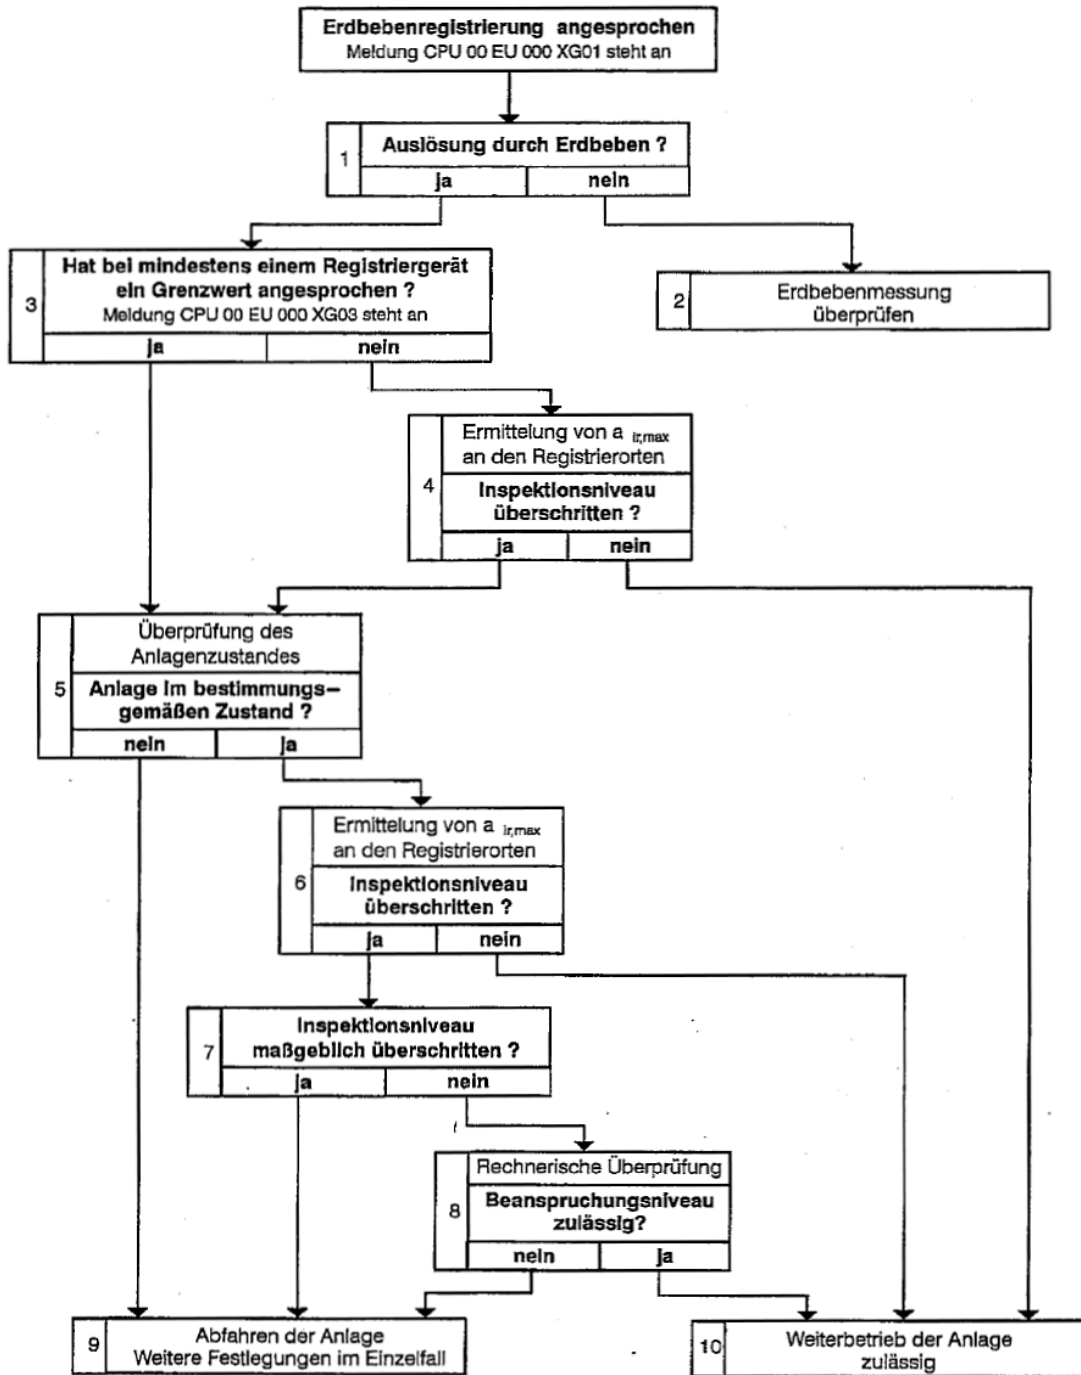 Erdbebenregistrierung angesprochen
Meldung CPU 00 EU 000 XG01 steht an
1
Auslösung durch Erdbeben ?
ja
nein
3
Hat bei mindestens einem Registriergerät
ein Grenzwert angesprochen ?
Meldung CPU 00 EU 000 XG03 steht an
ja
nein
2
Erdbebenmessung
überprüfen
4
Ermittelung von a ir,max
an den Registrierorten
Inspektionsniveau
überschritten ?
ja
nein
5
Überprüfung des
Anlagenzustandes
Anlage im bestimmungs-
gemäßen Zustand ?
nein
ja
6
Ermittelung von a ir,max
an den Registrierorten
Inspektionsniveau
überschritten ?
ja
nein
7
Inspektionsniveau
maßgeblich überschritten ?
ja
nein
8
Rechnerische Überprüfung
Beanspruchungsniveau
zulässig?
nein
ja
9
Abfahren der Anlage
Weitere Festlegungen im Einzelfall
10
Weiterbetrieb der Anlage
zulässig